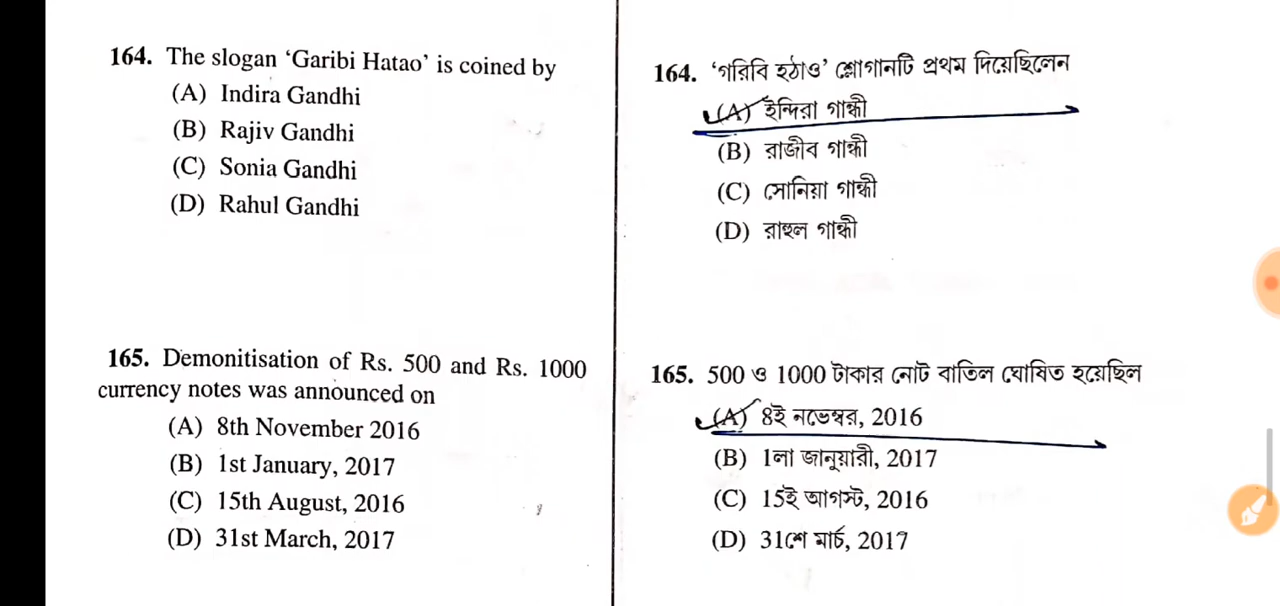 164. The slogan ‘Garibi Hatao’ is coined by
(A) Indira Gandhi
(B) Rajiv Gandhi
(C) Sonia Gandhi
(D) Rahul Gandhi
165. Demonitisation of Rs. 500 and Rs. 1000
currency notes was announced on
(A) 8th November 2016
(B) 1st January, 2017
(C) 15th August, 2016
(D) 31st March, 2017
164. ‘গরিবি হঠাও’ শ্লোগানটি প্রথম দিয়েছিলেন
(A) ইন্দিরা গান্ধী
(B) রাজীব গান্ধী
(C) সোনিয়া গান্ধী
(D) রাহুল গান্ধী
165. 500 ও 1000 টাকার নোট বাতিল ঘোষিত হয়েছিল
(A) 8ই নভেম্বর, 2016
(B) 1লা জানুয়ারী, 2017
(C) 15ই আগস্ট, 2016
(D) 31শে মার্চ, 2017